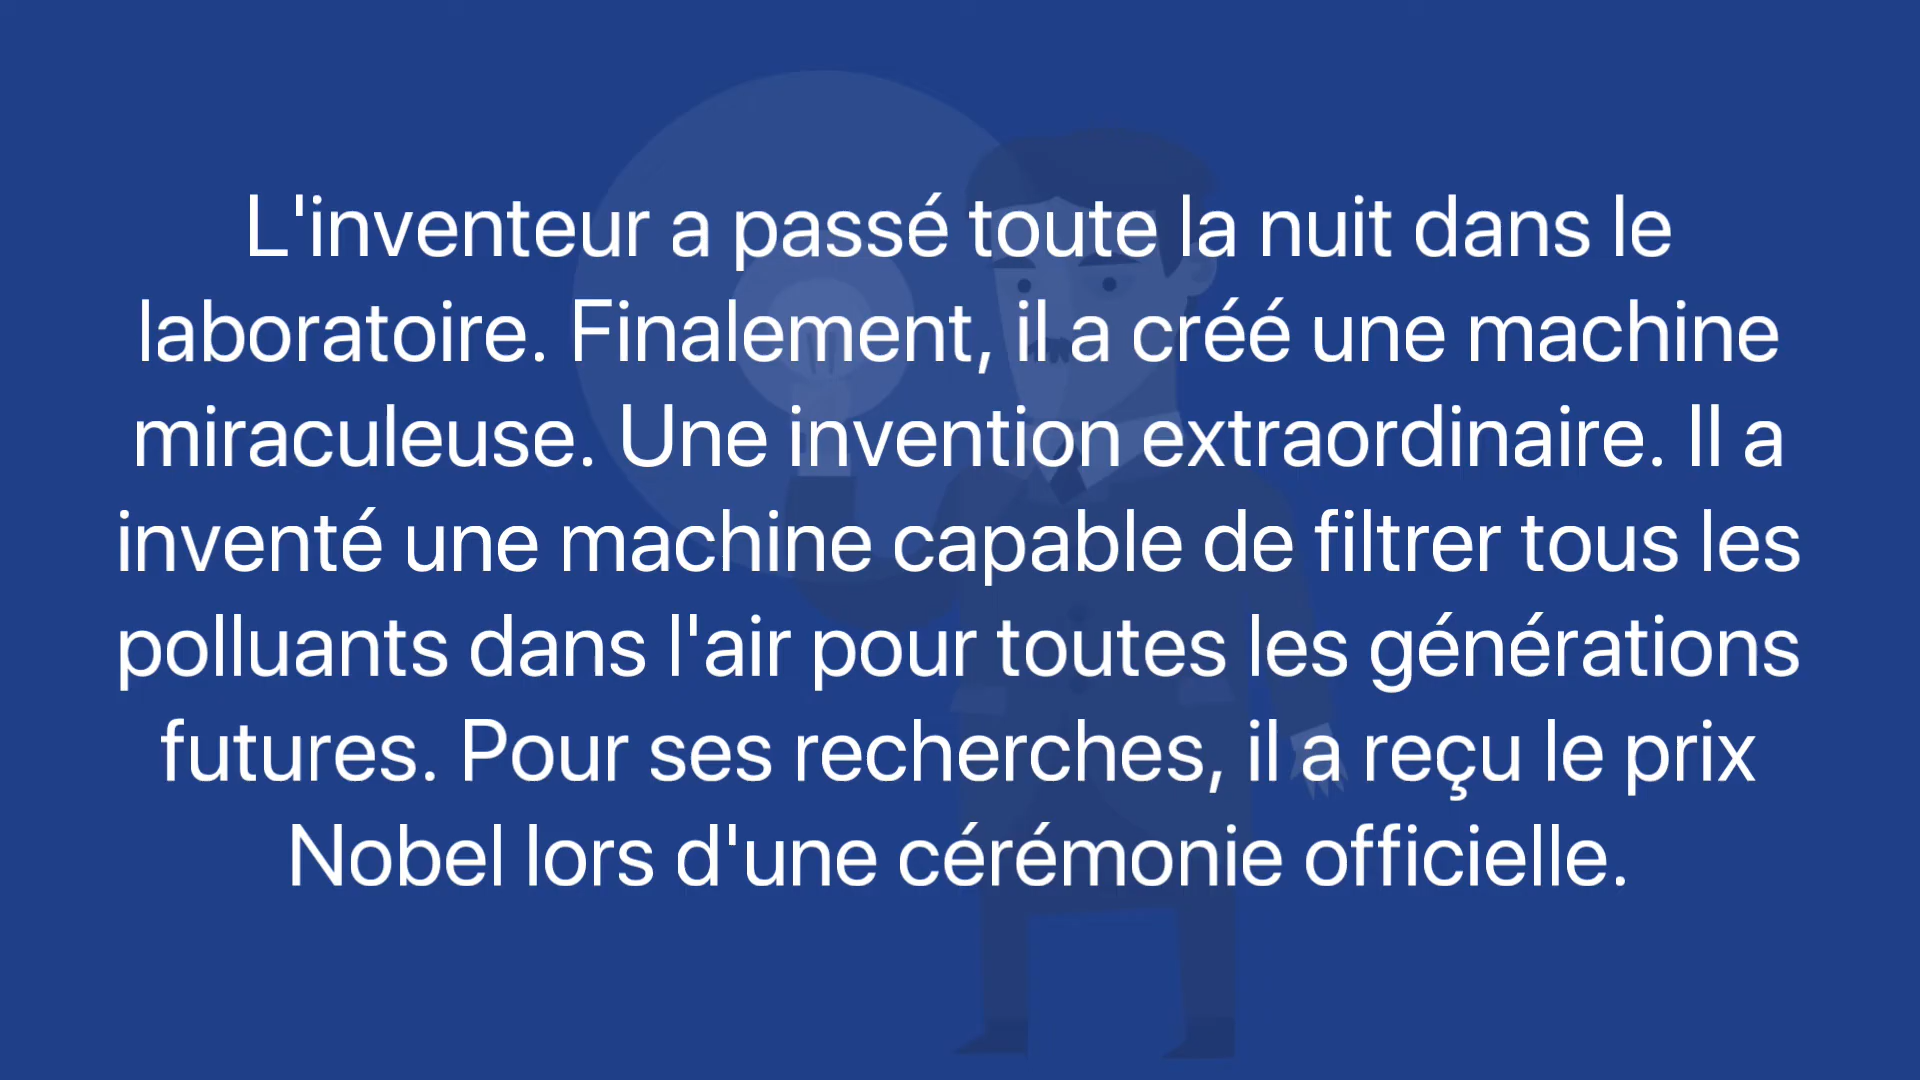 L'inventeur a passé toute la nuit dans le
laboratoire. Finalement, il a créé une machine
miraculeuse. Une invention extraordinaire. Il a
inventé une machine capable de filtrer tous les
polluants dans l'air pour toutes les générations
futures. Pour ses recherches, il a reçu le prix
Nobel lors d'une cérémonie officielle.